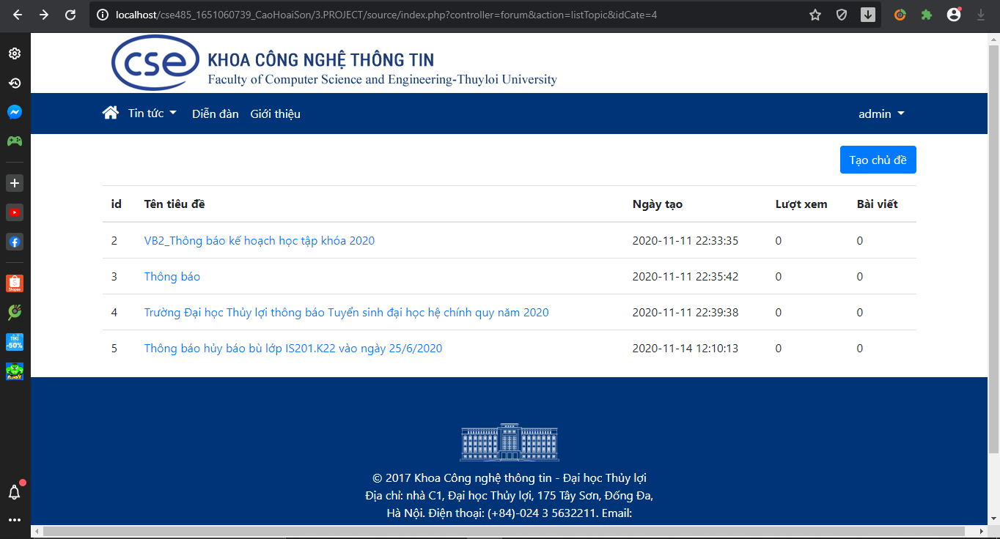 localhost/cse485_1651060739_CaoHoaiSon/3.PROJECT/source/index.php?controller=forum&action=listTopic&idCate=4
cse
KHOA CÔNG NGHỆ THÔNG TIN
Faculty of Computer Science and Engineering-Thuyloi University
Tin tức Diễn đàn Giới thiệu admin
Tạo chủ đề
id Tên tiêu đề Ngày tạo Lượt xem Bài viết
2 VB2_Thông báo kế hoạch học tập khóa 2020 2020-11-11 22:33:35 0 0
3 Thông báo 2020-11-11 22:35:42 0 0
4 Trường Đại học Thủy lợi thông báo Tuyển sinh đại học hệ chính quy năm 2020 2020-11-11 22:39:38 0 0
5 Thông báo hủy báo bù lớp IS201.K22 vào ngày 25/6/2020 2020-11-14 12:10:13 0 0
Shopee
TIKI
-50%
© 2017 Khoa Công nghệ thông tin - Đại học Thủy lợi
Địa chỉ: nhà C1, Đại học Thủy lợi, 175 Tây Sơn, Đống Đa,
Hà Nội. Điện thoại: (+84)-024 3 5632211. Email: